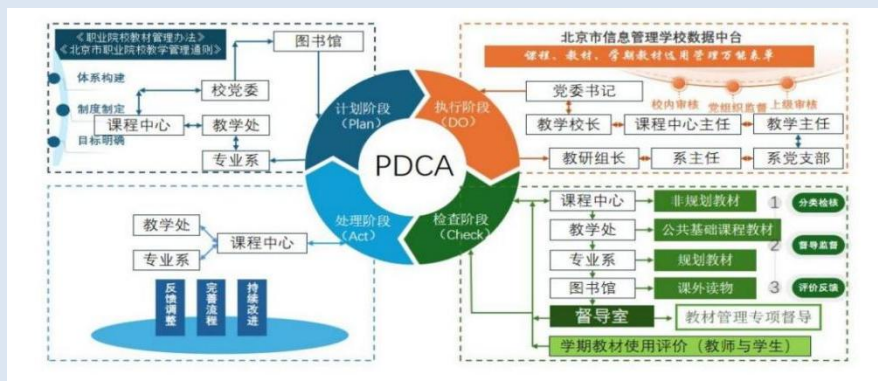 《职业院校教材管理办法》
《北京市职业院校教学管理通则》
体系构建
制度制定
目标明确
图书馆
校党委
课程中心
教学处
专业系
北京市信息管理学校数据中台
课程、教材、学期教材选用管理万能表单
党委书记
校内审核
党组织监督
上级审核
教学校长
课程中心主任
教学主任
教研组长
系主任
系党支部
计划阶段
(Plan)
执行阶段
(DO)
PDCA
处理阶段
(Act)
检查阶段
(Check)
教学处
课程中心
专业系
反馈调整
完善流程
持续改进
课程中心
非规划教材
1
分类检核
教学处
公共基础课程教材
2
督导监督
专业系
规划教材
图书馆
课外读物
3
评价反馈
督导室
教材管理专项督导
学期教材使用评价(教师与学生)